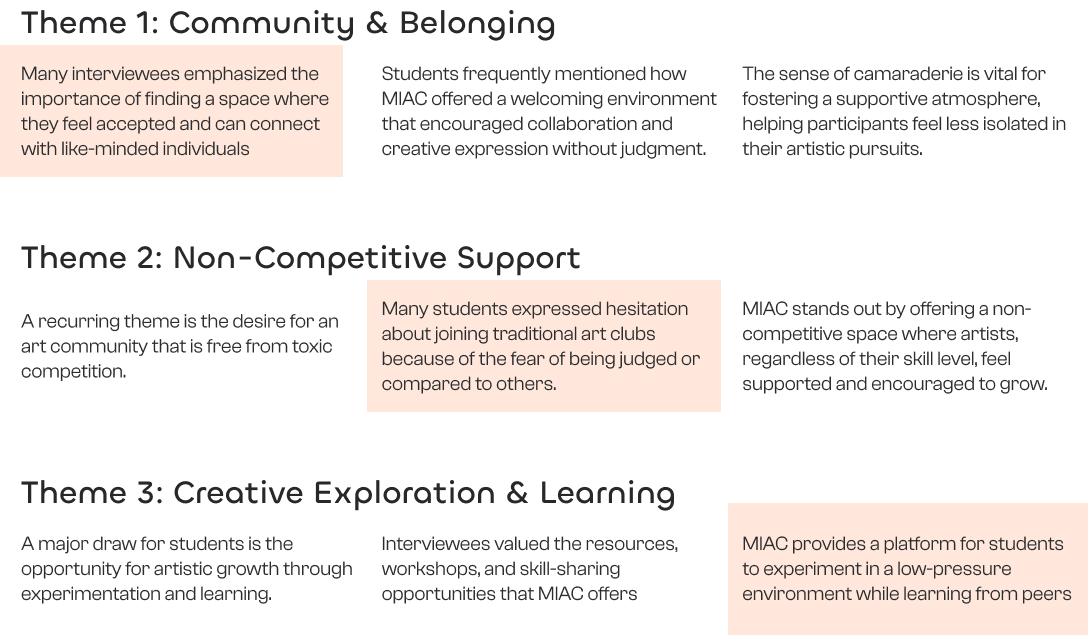 Theme 1: Community & Belonging
Many interviewees emphasized the
importance of finding a space where
they feel accepted and can connect
with like-minded individuals
Students frequently mentioned how
MIAC offered a welcoming environment
that encouraged collaboration and
creative expression without judgment.
The sense of camaraderie is vital for
fostering a supportive atmosphere,
helping participants feel less isolated in
their artistic pursuits.
Theme 2: Non-Competitive Support
A recurring theme is the desire for an
art community that is free from toxic
competition.
Many students expressed hesitation
about joining traditional art clubs
because of the fear of being judged or
compared to others.
MIAC stands out by offering a non-
competitive space where artists,
regardless of their skill level, feel
supported and encouraged to grow.
Theme 3: Creative Exploration & Learning
A major draw for students is the
opportunity for artistic growth through
experimentation and learning.
Interviewees valued the resources,
workshops, and skill-sharing
opportunities that MIAC offers
MIAC provides a platform for students
to experiment in a low-pressure
environment while learning from peers